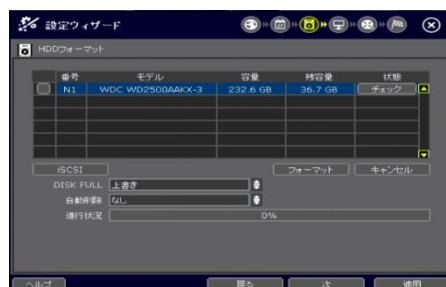 設定ウィザード
HDDフォーマット
番号 モデル 容量 残容量 状態
N1 WDC WD2500AAKX-3 232.6 GB 36.7 GB チェック
iSCSI フォーマット キャンセル
DISK FULL 上書き
自動削除 なし
進行状況 0%
ヘルプ 戻る 次 適用